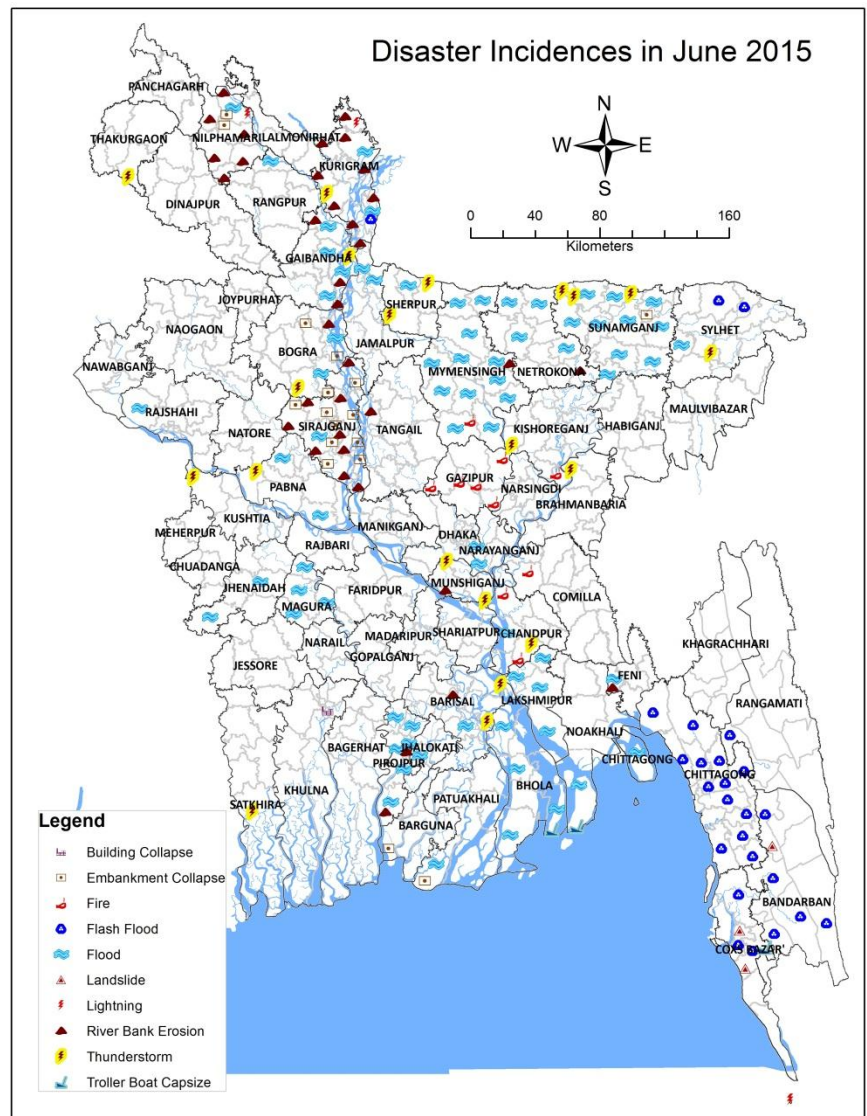 Disaster Incidences in June 2015
N
W E
S
0 40 80 160
Kilometers
PANCHAGARH
THAKURGAON
NILPHAMARI
LALMONIRHAT
KURIGRAM
DINAJPUR
RANGPUR
GAIBANDHA
JOYPURHAT
SHERPUR
NAOGAON
BOGRA
JAMALPUR
SUNAMGANJ
SYLHET
NAWABGANJ
MYMENSINGH
NETROKONA
RAJSHAHI
MAULVIBAZAR
NATORE
SIRAJGANJ
TANGAIL
KISHOREGANJ
HABIGANJ
PABNA
GAZIPUR
NARSINGDI
BRAHMANBARIA
KUSHTIA
MANIKGANJ
MEHERPUR
DHAKA
RAJBARI
NARAYANGANJ
CHUADANGA
JHENAIDAH
FARIDPUR
MUNSHIGANJ
COMILLA
MAGURA
MADARIPUR
SHARIATPUR
CHANDPUR
NARAIL
KHAGRACHHARI
JESSORE
GOPALGANJ
FENI
RANGAMATI
BARISAL
LAKSHMIPUR
NOAKHALI
BAGERHAT
JHALOKATI
CHITTAGONG
PIROJPUR
CHITTAGONG
BHOLA
KHULNA
PATUAKHALI
SATKHIRA
BARGUNA
BANDARBAN
COXS BAZAR'
Legend
Building Collapse
Embankment Collapse
Fire
Flash Flood
Flood
Landslide
Lightning
River Bank Erosion
Thunderstorm
Troller Boat Capsize